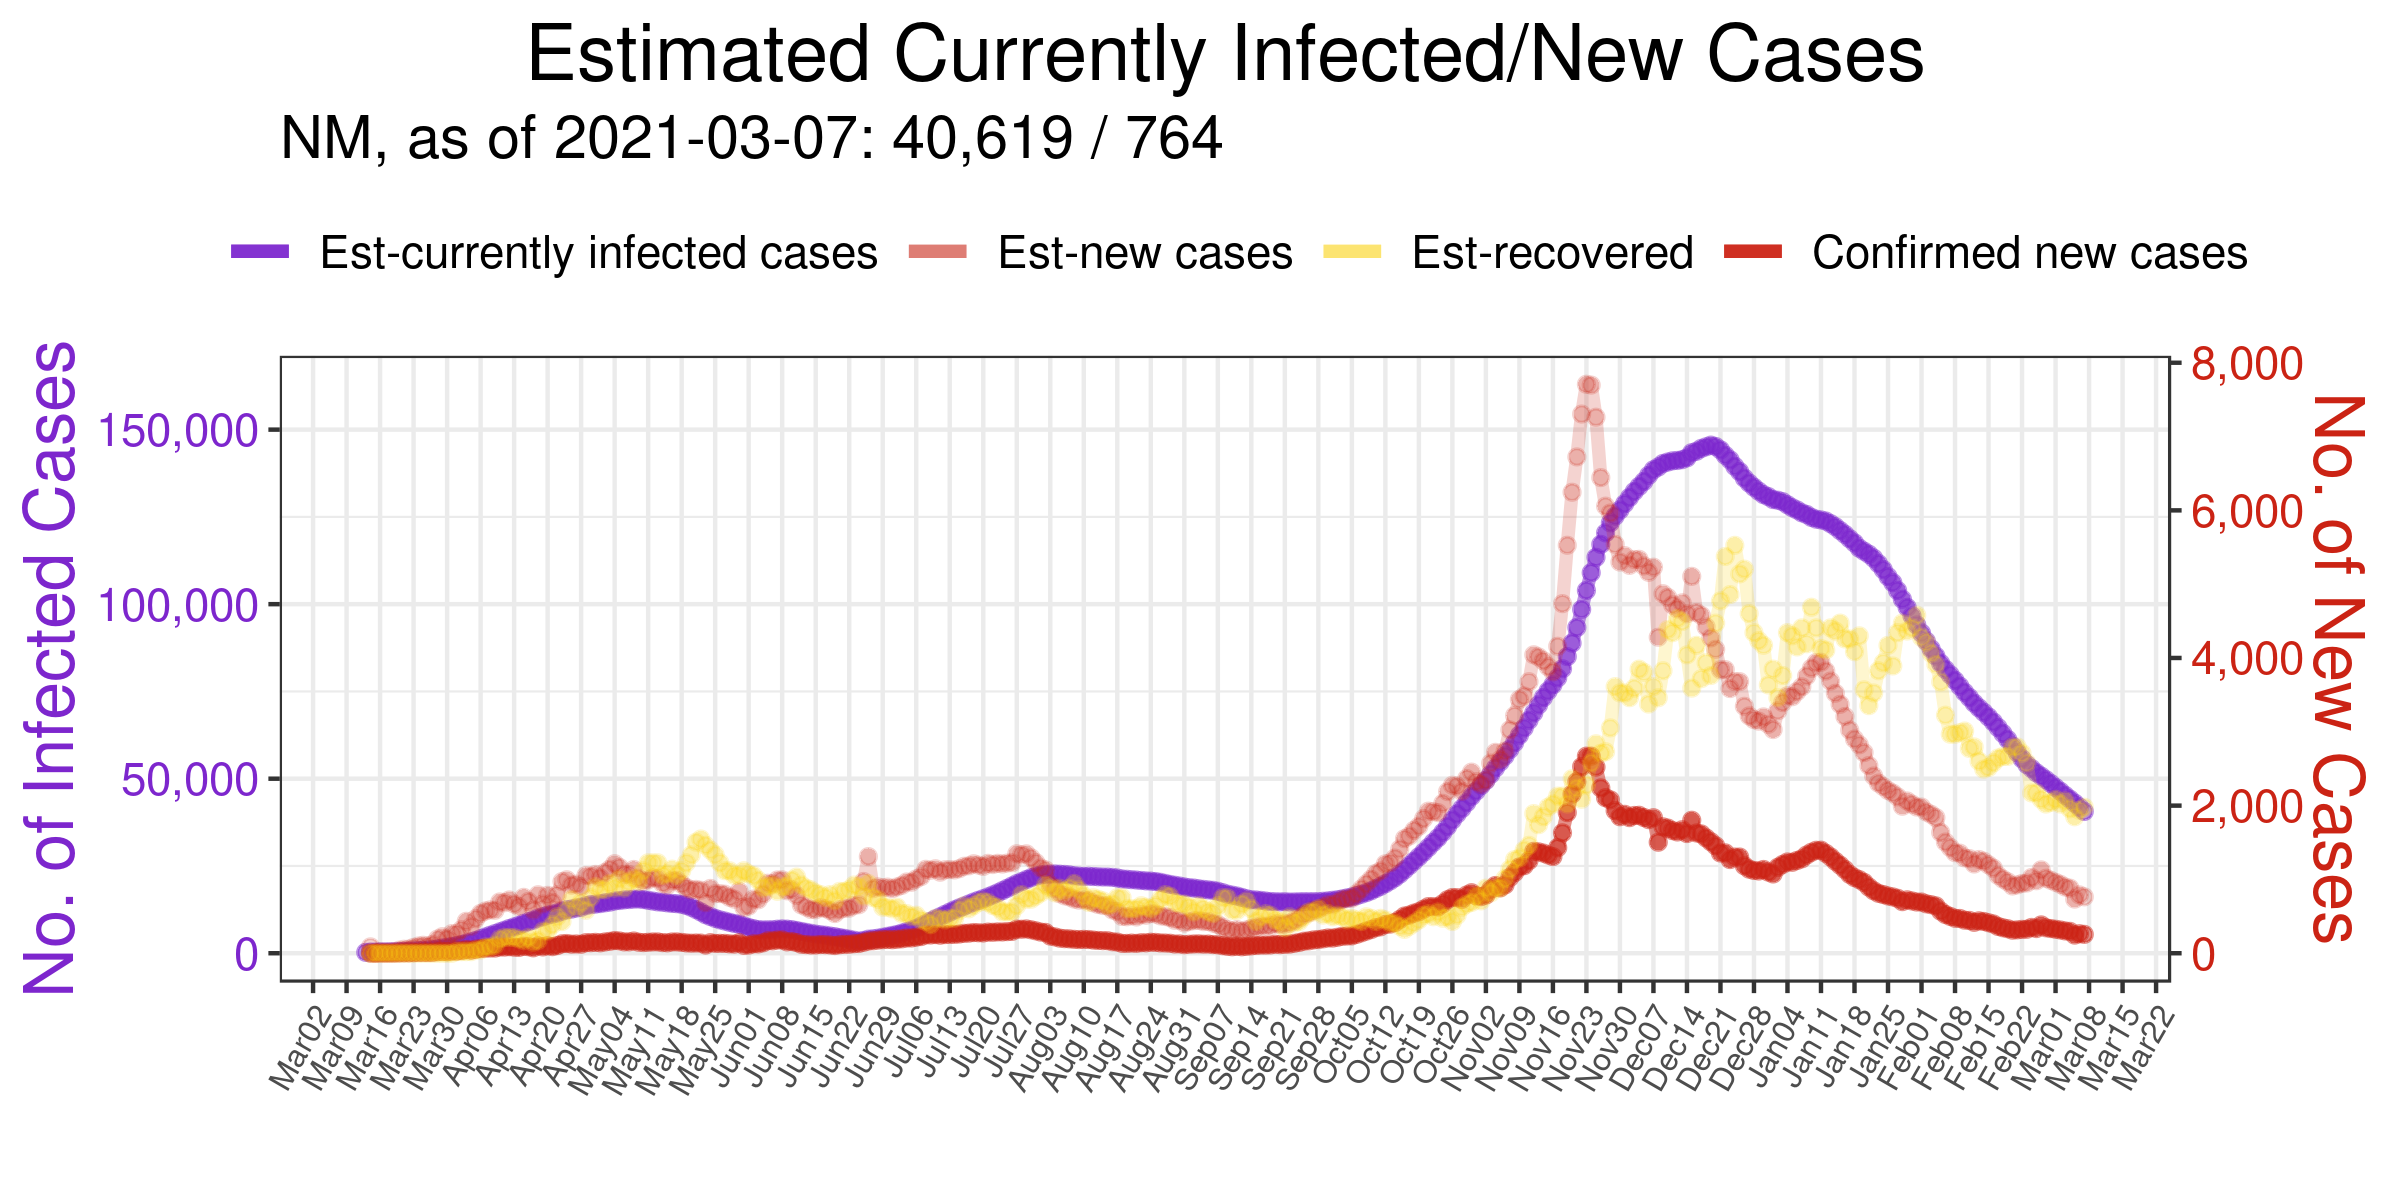 Estimated Currently Infected/New Cases
NM, as of 2021-03-07: 40,619 / 764
Est-currently infected cases Est-new cases Est-recovered Confirmed new cases
No. of Infected Cases
150,000
100,000
50,000
0
8,000
6,000
4,000
2,000
0
No. of New Cases
Mar02 Mar09 Mar16 Mar23 Mar30 Apr06 Apr13 Apr20 Apr27 May04 May11 May18 May25 Jun01 Jun08 Jun15 Jun22 Jun29 Jul06 Jul13 Jul20 Jul27 Aug03 Aug10 Aug17 Aug24 Aug31 Sep07 Sep14 Sep21 Sep28 Oct05 Oct12 Oct19 Oct26 Nov02 Nov09 Nov16 Nov23 Nov30 Dec07 Dec14 Dec21 Dec28 Jan04 Jan11 Jan18 Jan25 Feb01 Feb08 Feb15 Feb22 Mar01 Mar08 Mar15 Mar22